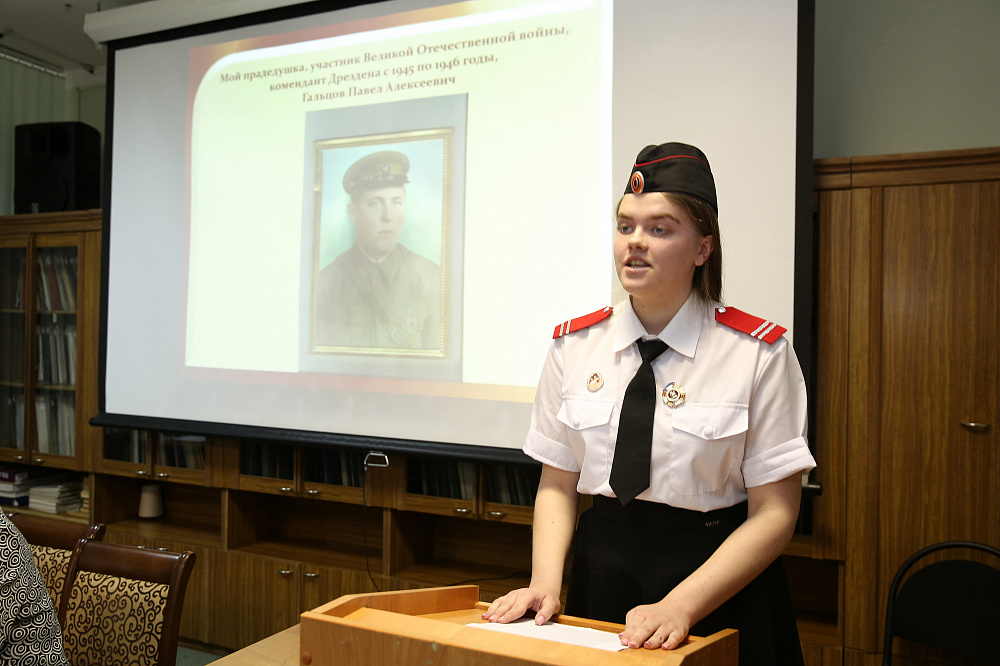 Мой прадедушка, участник Великой Отечественной войны,
комендант Дрездена с 1945 по 1946 годы,
Гальцов Павел Алексеевич